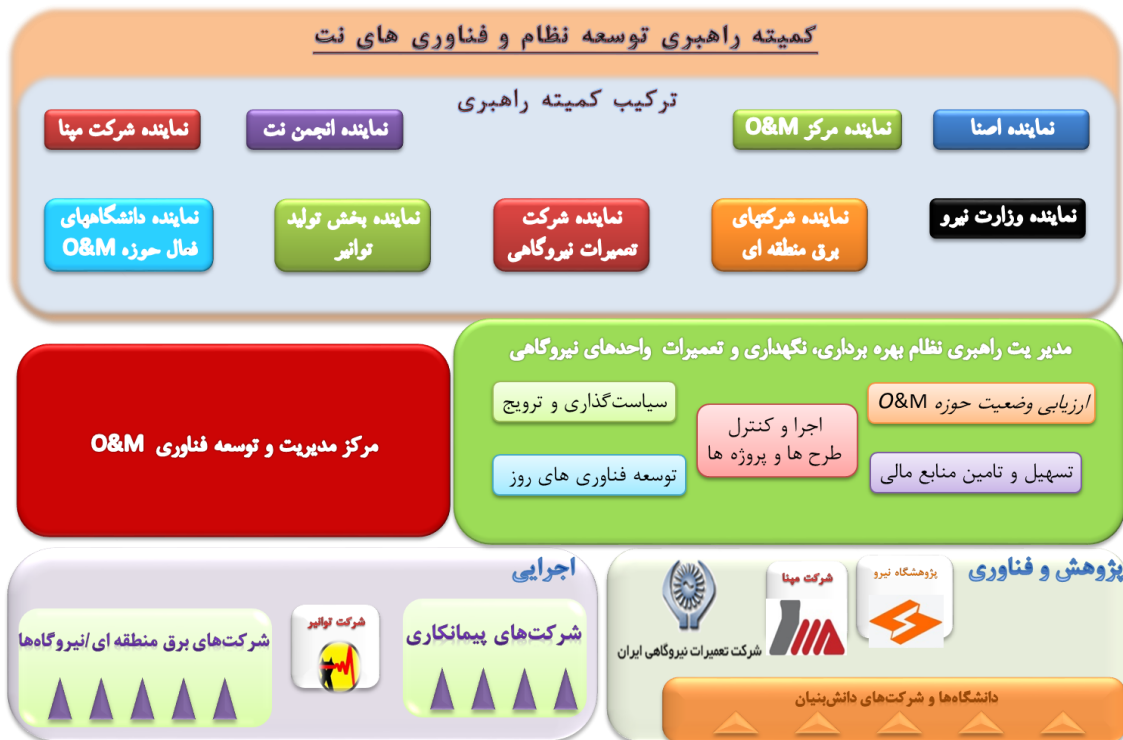 کمیته راهبری توسعه نظام و فناوری های نت
ترکیب کمیته راهبری
نماینده اصنا
نماینده مرکز O&M
نماینده انجمن نت
نماینده شرکت مپنا
نماینده وزارت نیرو
نماینده شرکتهای
برق منطقه ای
نماینده شرکت
تعمیرات نیروگاهی
نماینده بخش تولید
توانیر
نماینده دانشگاههای
فعال حوزه O&M
مدیر یت راهبری نظام بهره برداری، نگهداری و تعمیرات واحدهای نیروگاهی
ارزیابی وضعیت حوزه O&M
سیاست‌گذاری و ترویج
اجرا و کنترل
طرح ها و پروژه ها
تسهیل و تامین منابع مالی
توسعه فناوری های روز
مرکز مدیریت و توسعه فناوری O&M
پژوهش و فناوری
پژوهشگاه نیرو
شرکت مپنا
شرکت تعمیرات نیروگاهی ایران
دانشگاه‌ها و شرکت‌های دانش‌بنیان
اجرایی
شرکت‌های پیمانکاری
شرکت توانیر
شرکت‌های برق منطقه ای/نیروگاه‌ها